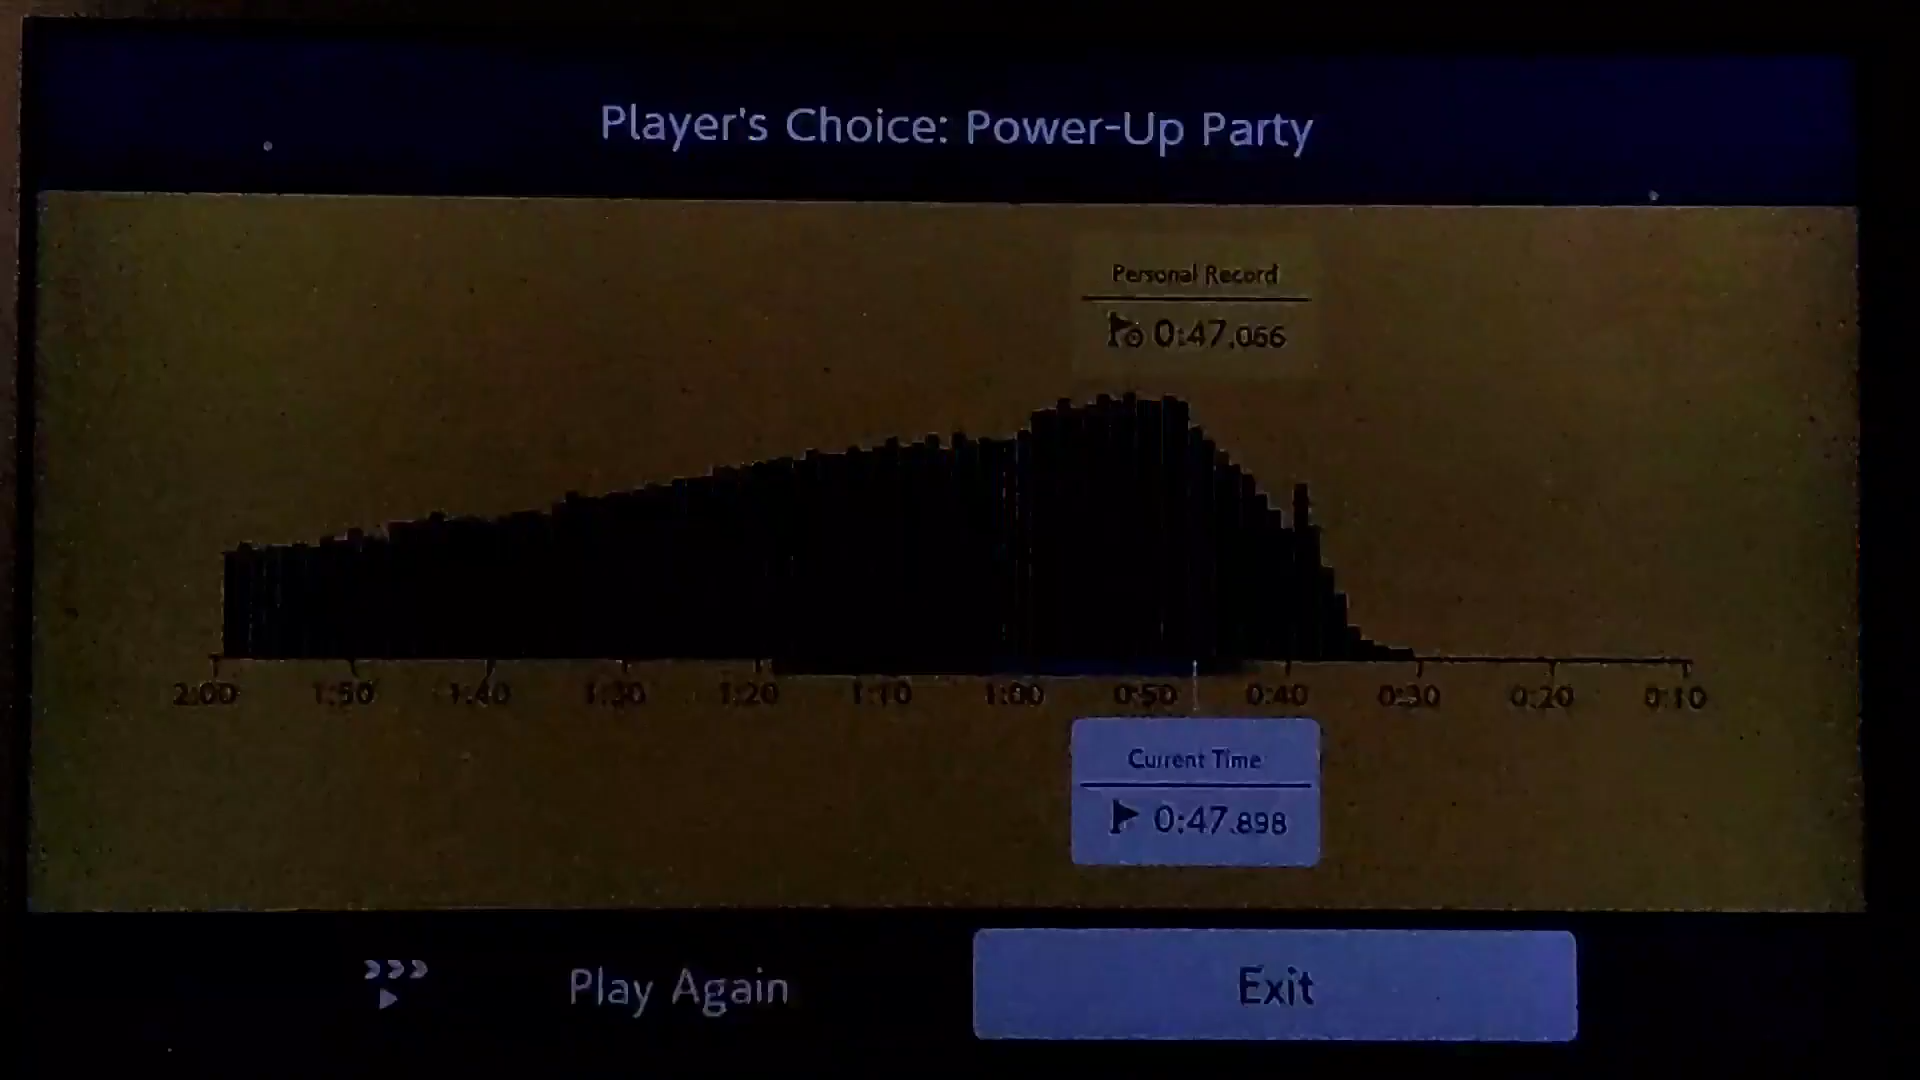 Player's Choice: Power-Up Party
Personal Record
0:47.066
2:00 1:50 1:40 1:30 1:20 1:10 1:00 0:50 0:40 0:30 0:20 0:10
Current Time
0:47.898
Play Again
Exit